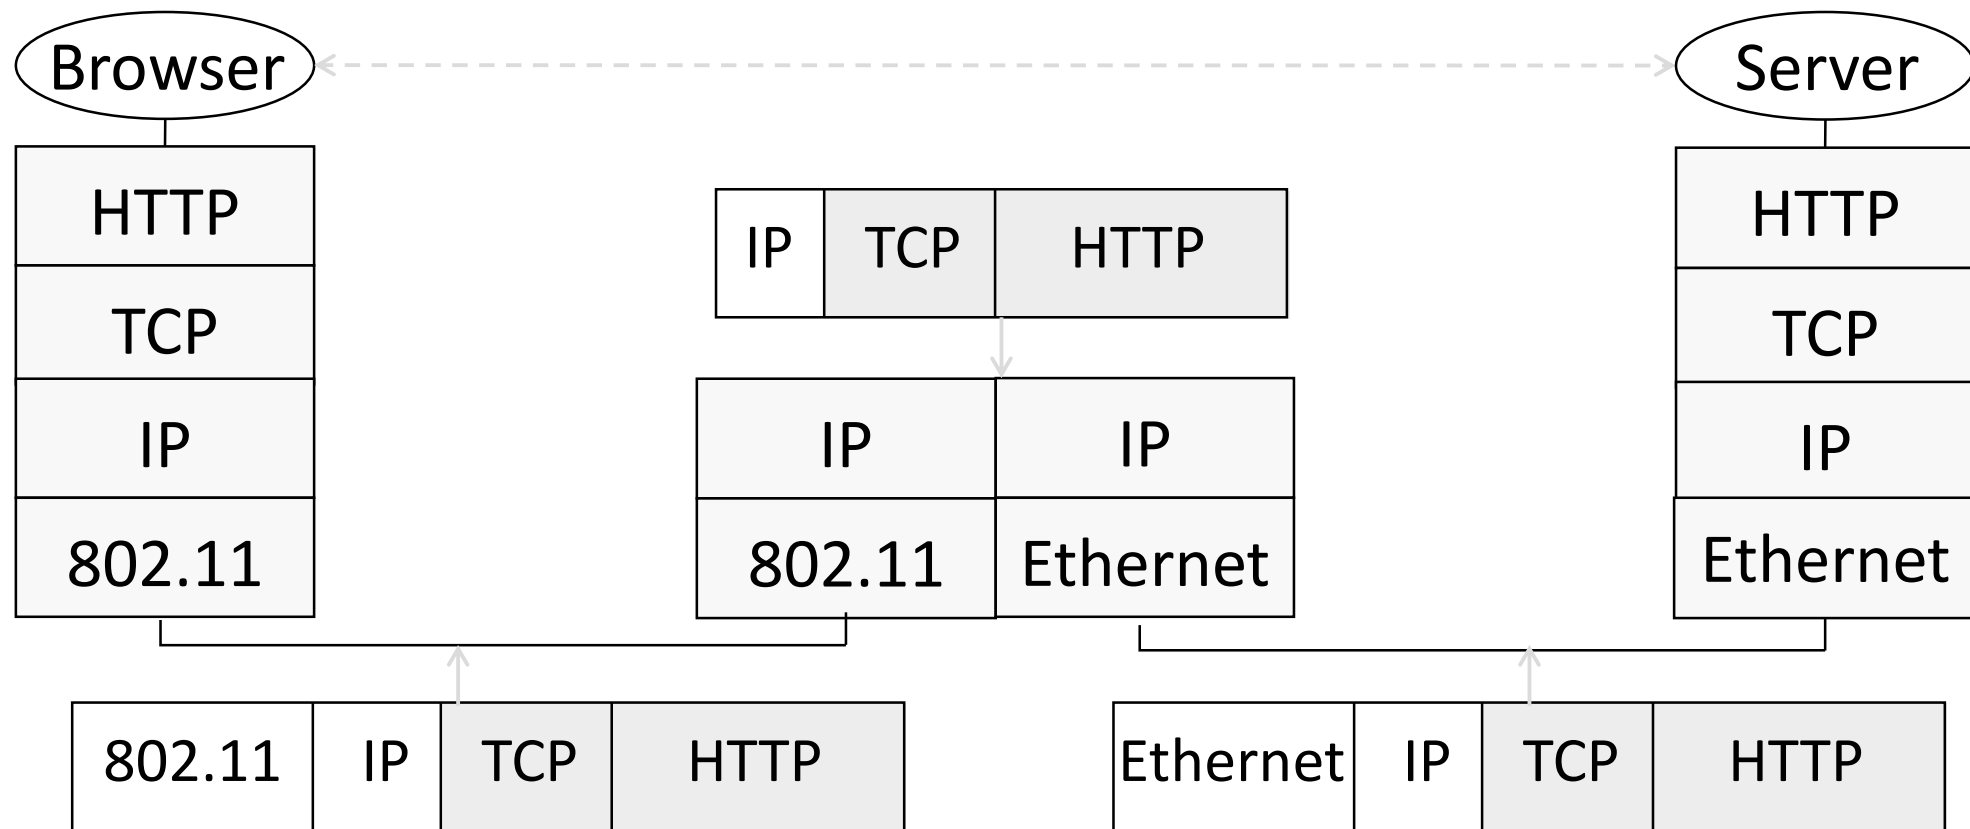 Browser
Server
HTTP
TCP
IP
802.11
IP TCP HTTP
IP IP
802.11 Ethernet
HTTP
TCP
IP
Ethernet
802.11 IP TCP HTTP
Ethernet IP TCP HTTP